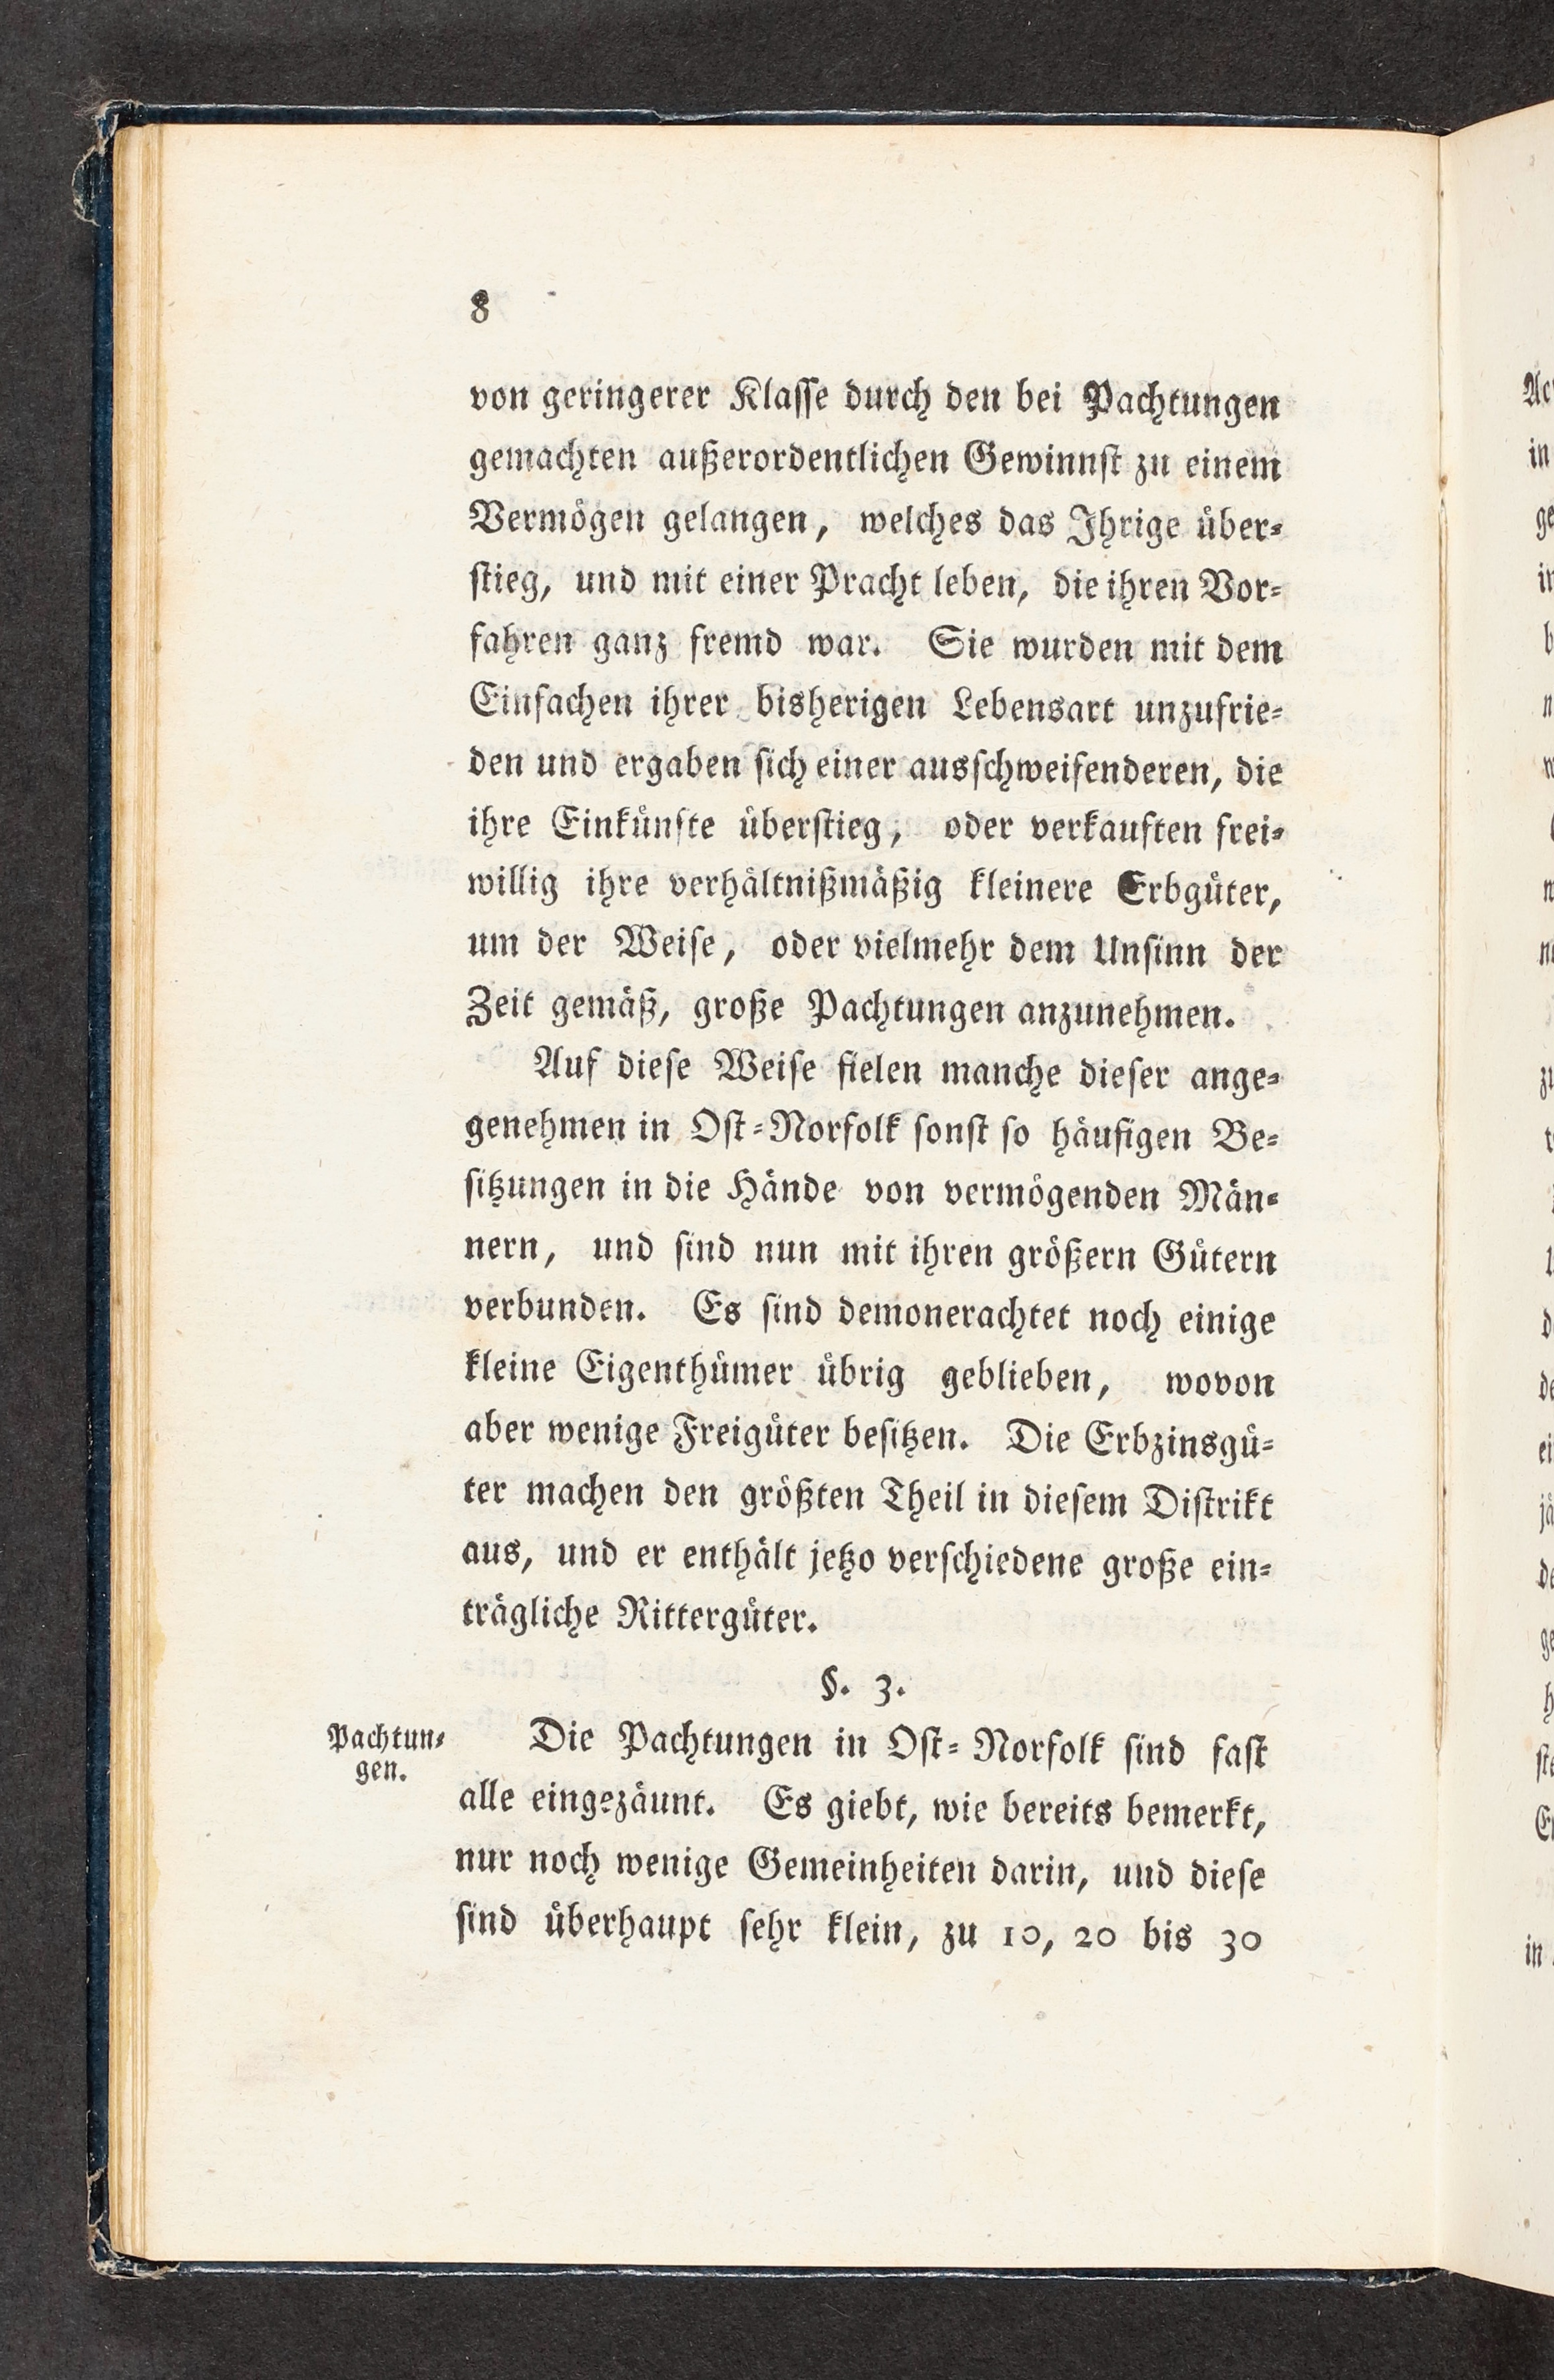 8
von geringerer Klasse durch den bei Pachtungen
gemachten außerordentlichen Gewinnst zu einem
Vermögen gelangen, welches das Ihrige über-
stieg, und mit einer Pracht leben, die ihren Vor-
fahren ganz fremd war. Sie wurden mit dem
Einfachen ihrer bisherigen Lebensart unzufrie-
den und ergaben sich einer ausschweifenderen, die
ihre Einkünfte überstieg, oder verkauften frei-
willig ihre verhältnißmäßig kleinere Erbgüter,
um der Weise, oder vielmehr dem Unsinn der
Zeit gemäß, große Pachtungen anzunehmen.
Auf diese Weise fielen manche dieser ange-
genehmen in Ost-Norfolk sonst so häufigen Be-
sitzungen in die Hände von vermögenden Män-
nern, und sind nun mit ihren größern Gütern
verbunden. Es sind demonerachtet noch einige
kleine Eigenthümer übrig geblieben, wovon
aber wenige Freigüter besitzen. Die Erbzinsgü-
ter machen den größten Theil in diesem Distrikt
aus, und er enthält jetzo verschiedene große ein-
trägliche Rittergüter.
§. 3.
Pachtun-
gen.
Die Pachtungen in Ost-Norfolk sind fast
alle eingezäunt. Es giebt, wie bereits bemerkt,
nur noch wenige Gemeinheiten darin, und diese
sind überhaupt sehr klein, zu 10, 20 bis 30